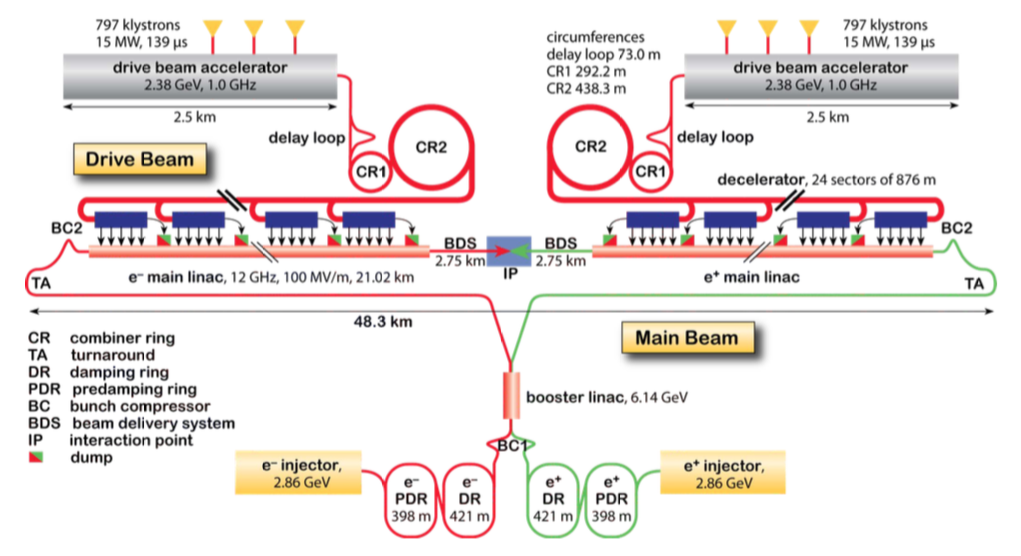 797 klystrons
15 MW, 139 µs
drive beam accelerator
2.38 GeV, 1.0 GHz
2.5 km
delay loop
CR1
CR2
Drive Beam
circumferences
delay loop 73.0 m
CR1 292.2 m
CR2 438.3 m
797 klystrons
15 MW, 139 µs
drive beam accelerator
2.38 GeV, 1.0 GHz
2.5 km
delay loop
CR2
CR1
decelerator, 24 sectors of 876 m
BC2
BDS
2.75 km
IP
BDS
2.75 km
BC2
e⁻ main linac, 12 GHz, 100 MV/m, 21.02 km
e⁺ main linac
TA
TA
48.3 km
Main Beam
CR combiner ring
TA turnaround
DR damping ring
PDR predamping ring
BC bunch compressor
BDS beam delivery system
IP interaction point
dump
booster linac, 6.14 GeV
BC1
e⁻ injector,
2.86 GeV
e⁻
PDR
398 m
e⁻
DR
421 m
e⁺
DR
421 m
e⁺
PDR
398 m
e⁺ injector,
2.86 GeV